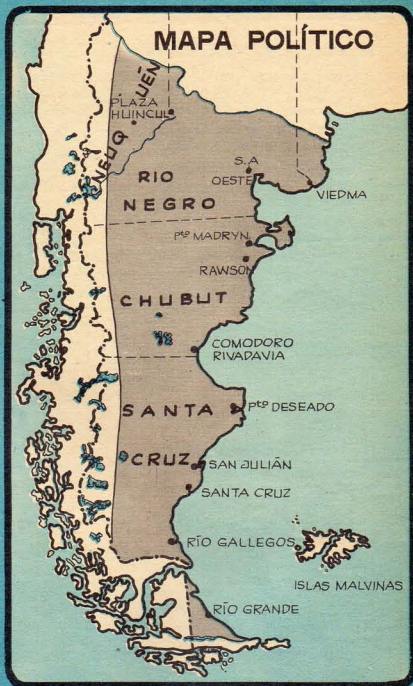 MAPA POLÍTICO
PLAZA
HUINCUL
NEUQUÉN
S.A
OESTE
VIEDMA
RIO
NEGRO
Pto MADRYN
RAWSON
CHUBUT
COMODORO
RIVADAVIA
SANTA
Pto DESEADO
CRUZ
SAN JULIÁN
SANTA CRUZ
RÍO GALLEGOS
ISLAS MALVINAS
RÍO GRANDE